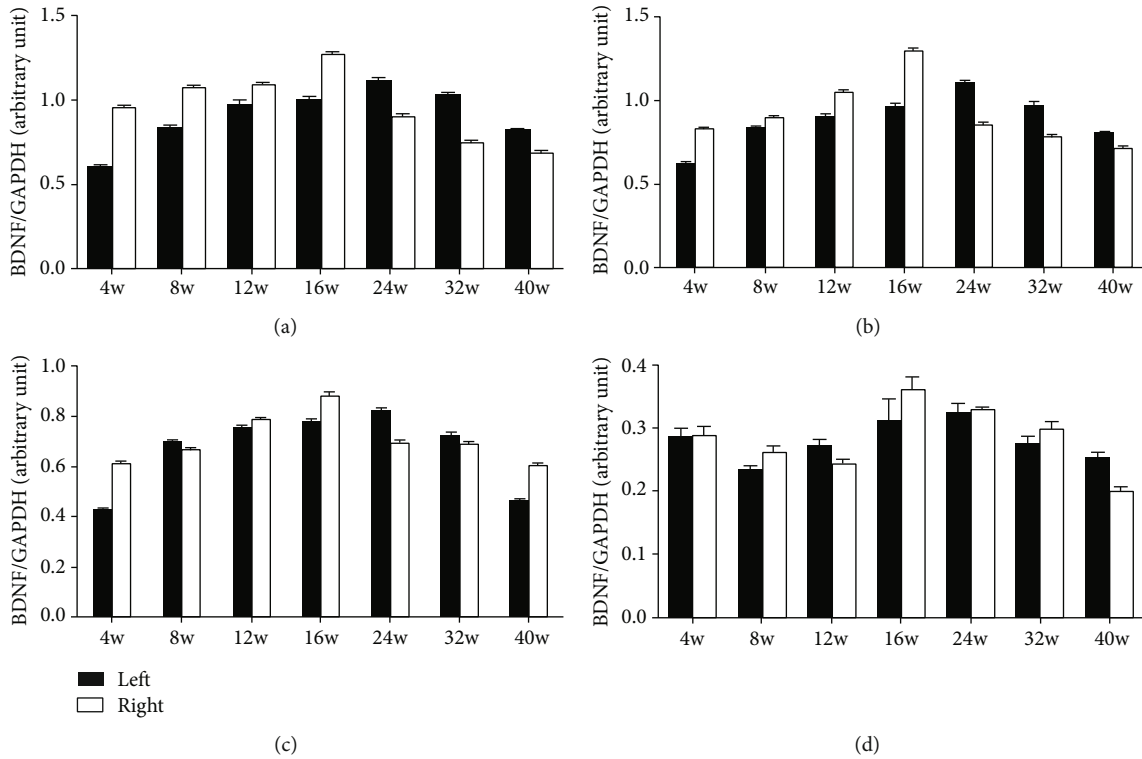 BDNF/GAPDH (arbitrary unit)
1.5
1.0
0.5
0.0
4w 8w 12w 16w 24w 32w 40w
(a)
BDNF/GAPDH (arbitrary unit)
1.5
1.0
0.5
0.0
4w 8w 12w 16w 24w 32w 40w
(b)
BDNF/GAPDH (arbitrary unit)
1.0
0.8
0.6
0.4
0.2
0.0
4w 8w 12w 16w 24w 32w 40w
Left
Right
(c)
BDNF/GAPDH (arbitrary unit)
0.4
0.3
0.2
0.1
0.0
4w 8w 12w 16w 24w 32w 40w
(d)